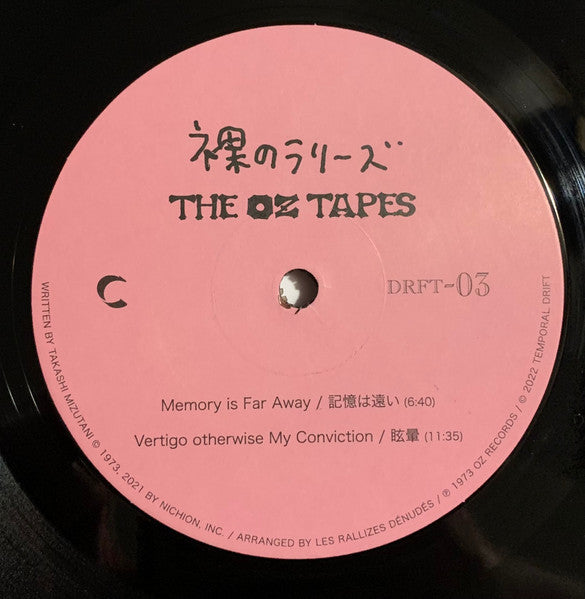 裸のラリーズ
THE OZ TAPES
C
DRFT-03
Memory is Far Away / 記憶は遠い (6:40)
Vertigo otherwise My Conviction / 眩暈 (11:35)
WRITTEN BY TAKASHI MIZUTANI © 1973, 2021 BY NICHION, INC. / ARRANGED BY LES RALLIZES DÉNUDÉS / ℗ 1973 OZ RECORDS / © 2022 TEMPORAL DRIFT